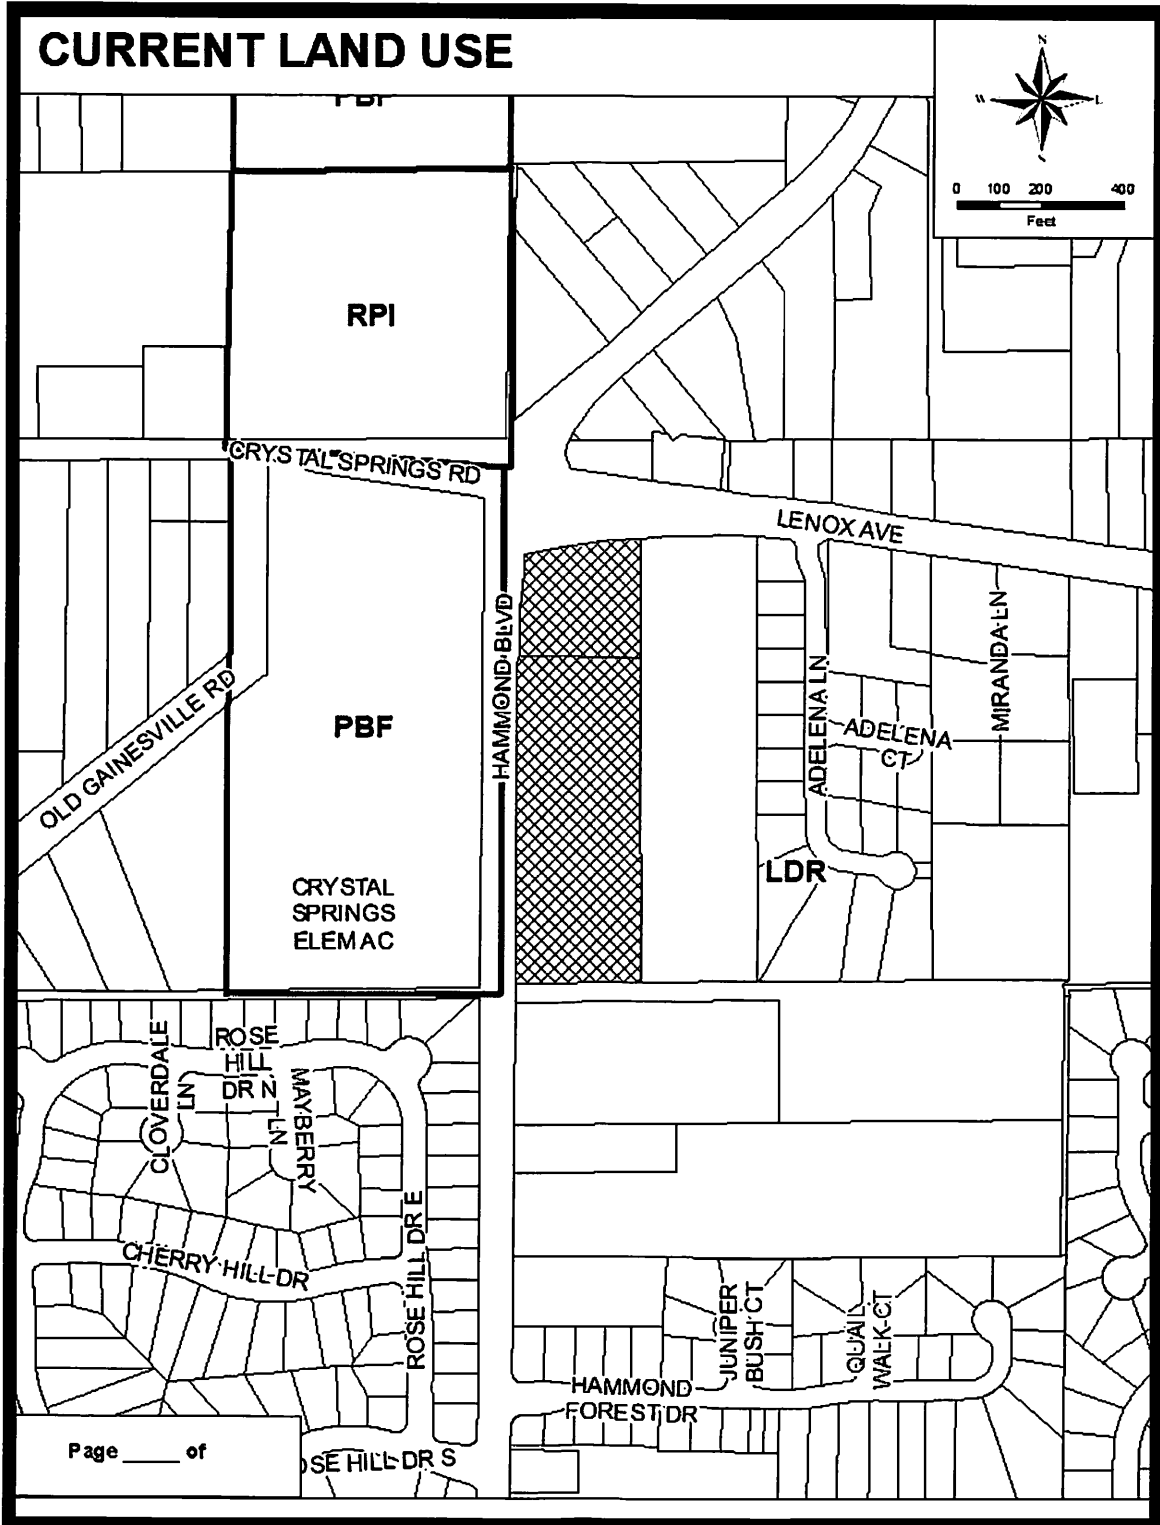 CURRENT LAND USE
N
W
0 100 200 400
Feet
PBF
RPI
CRYSTAL SPRINGS RD
LENOX AVE
HAMMOND BLVD
MIRANDA LN
ADELENA LN
ADELENA
CT
OLD GAINESVILLE RD
PBF
LDR
CRYSTAL
SPRINGS
ELEM AC
CLOVERDALE
LN
ROSE
HILL
DR N
MAYBERRY
LN
CHERRY HILL DR
ROSE HILL DR E
JUNIPER
BUSH CT
QUAIL
WALK CT
HAMMOND
FOREST DR
OSE HILL DR S
Page _____ of